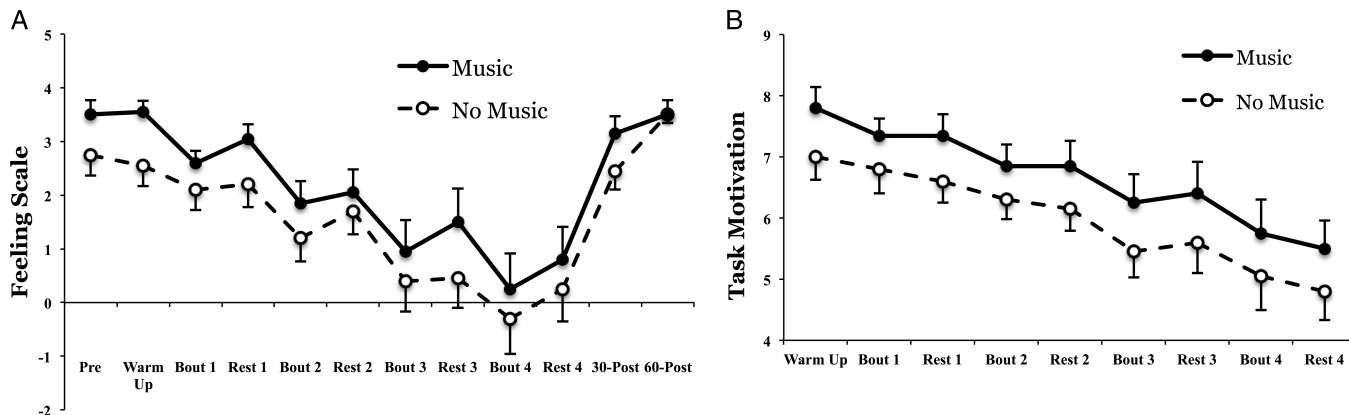 A
5
4
3
2
1
0
-1
-2
Feeling Scale
Music
No Music
Pre
Warm Up
Bout 1
Rest 1
Bout 2
Rest 2
Bout 3
Rest 3
Bout 4
Rest 4
30-Post
60-Post
B
9
8
7
6
5
4
Task Motivation
Music
No Music
Warm Up
Bout 1
Rest 1
Bout 2
Rest 2
Bout 3
Rest 3
Bout 4
Rest 4